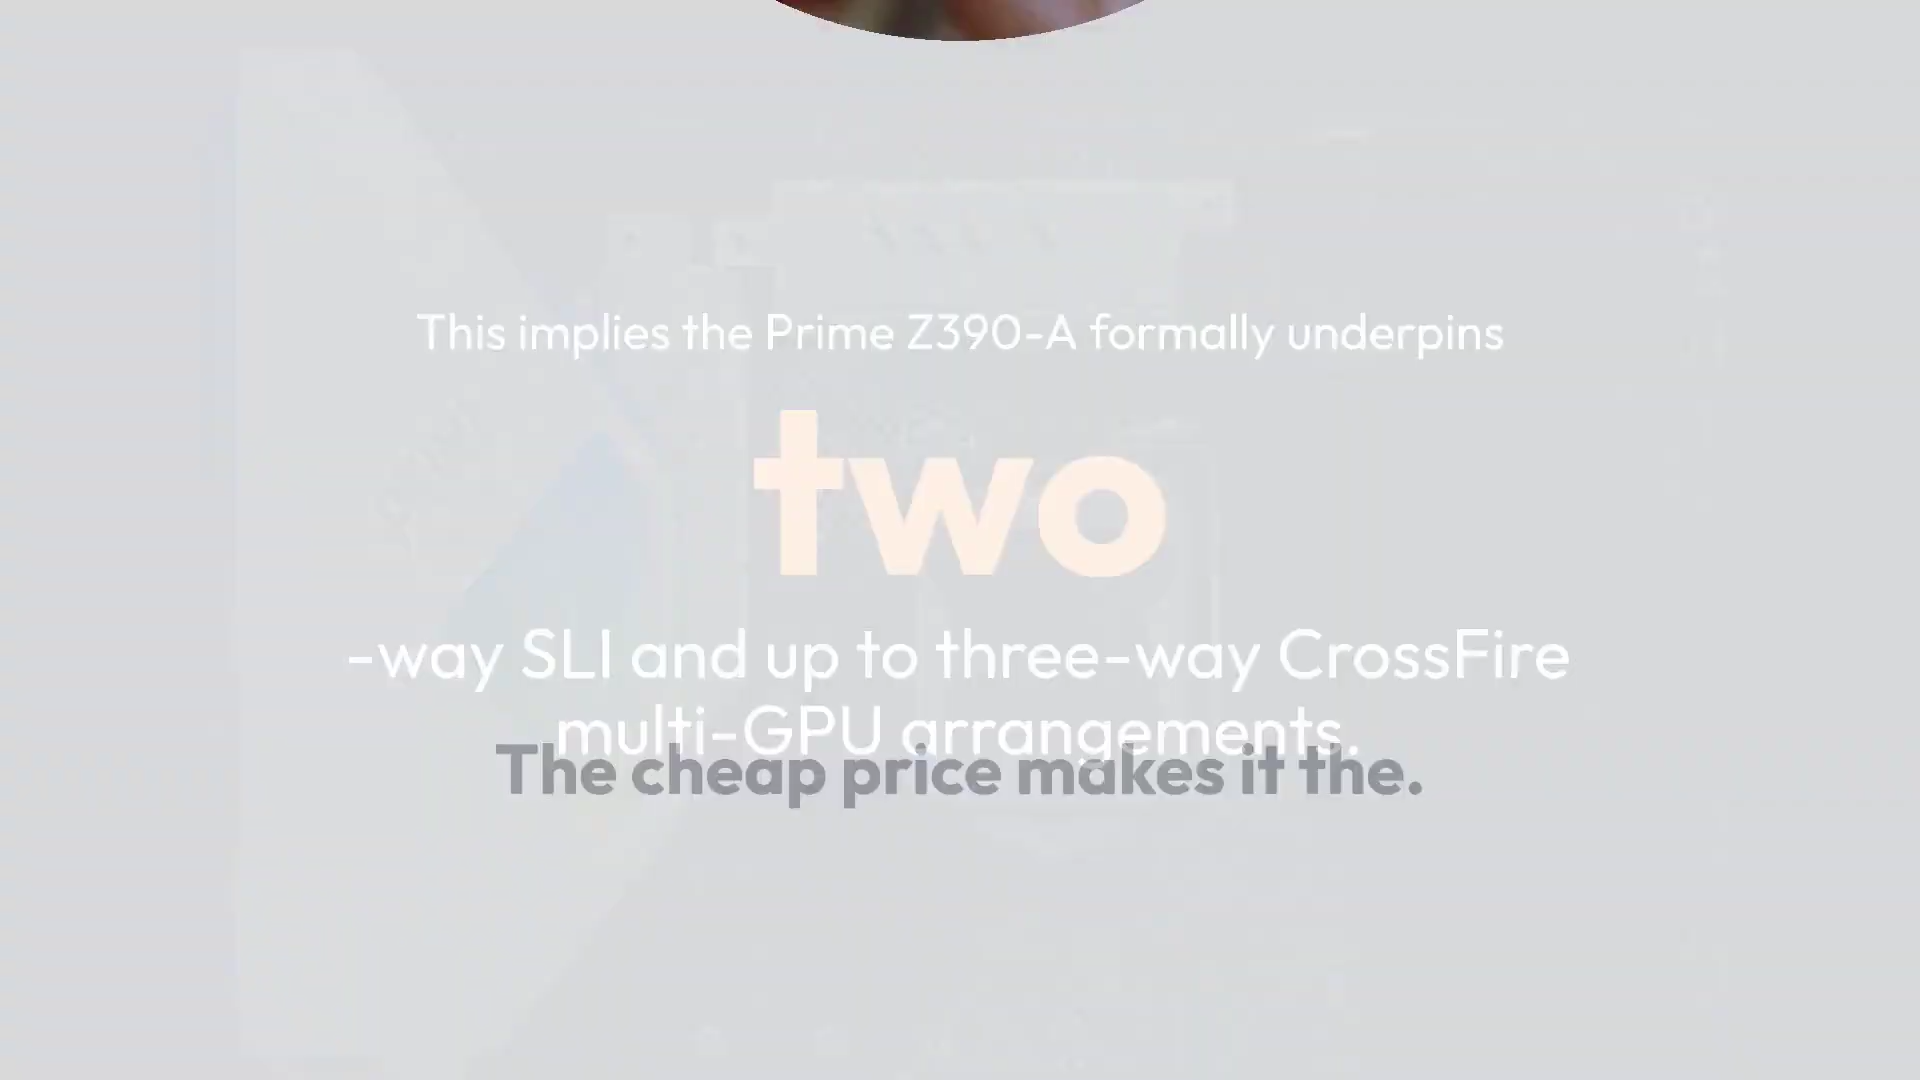 This implies the Prime Z390-A formally underpins
two
-way SLI and up to three-way CrossFire
multi-GPU arrangements.
The cheap price makes it the.